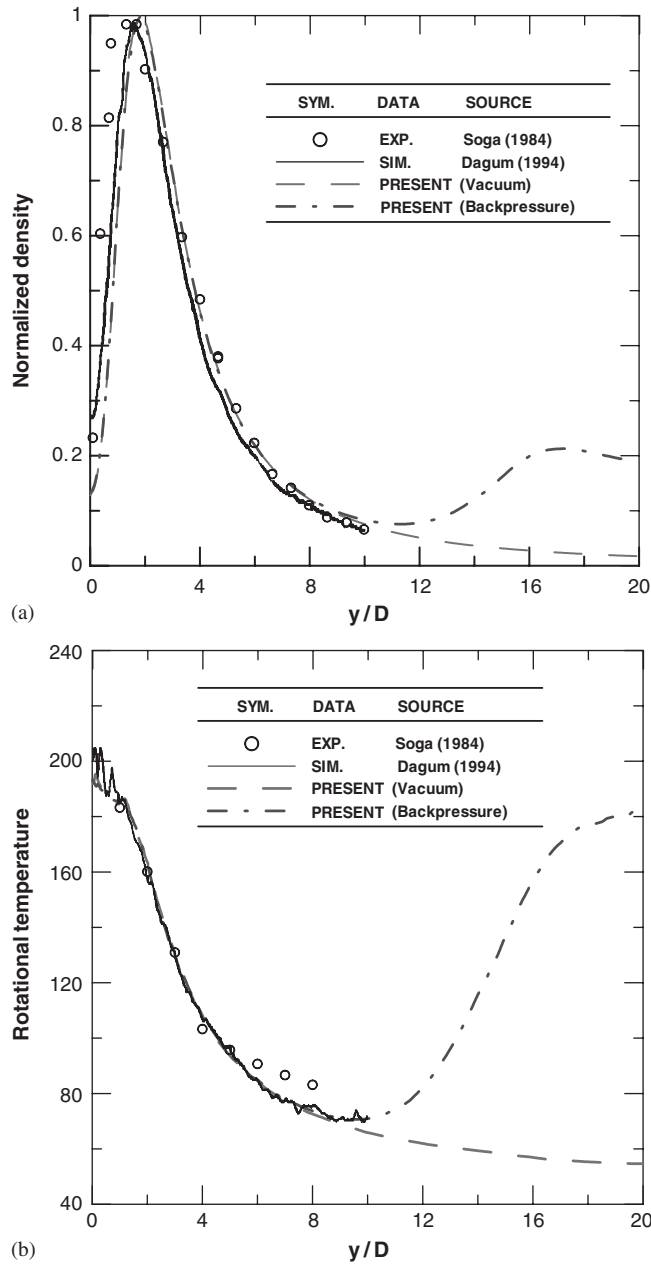 1
0.8
0.6
0.4
0.2
0
Normalized density
SYM. DATA SOURCE
EXP. Soga (1984)
SIM. Dagum (1994)
PRESENT (Vacuum)
PRESENT (Backpressure)
0 4 8 12 16 20
y / D
(a)
240
200
160
120
80
40
Rotational temperature
SYM. DATA SOURCE
EXP. Soga (1984)
SIM. Dagum (1994)
PRESENT (Vacuum)
PRESENT (Backpressure)
0 4 8 12 16 20
y / D
(b)